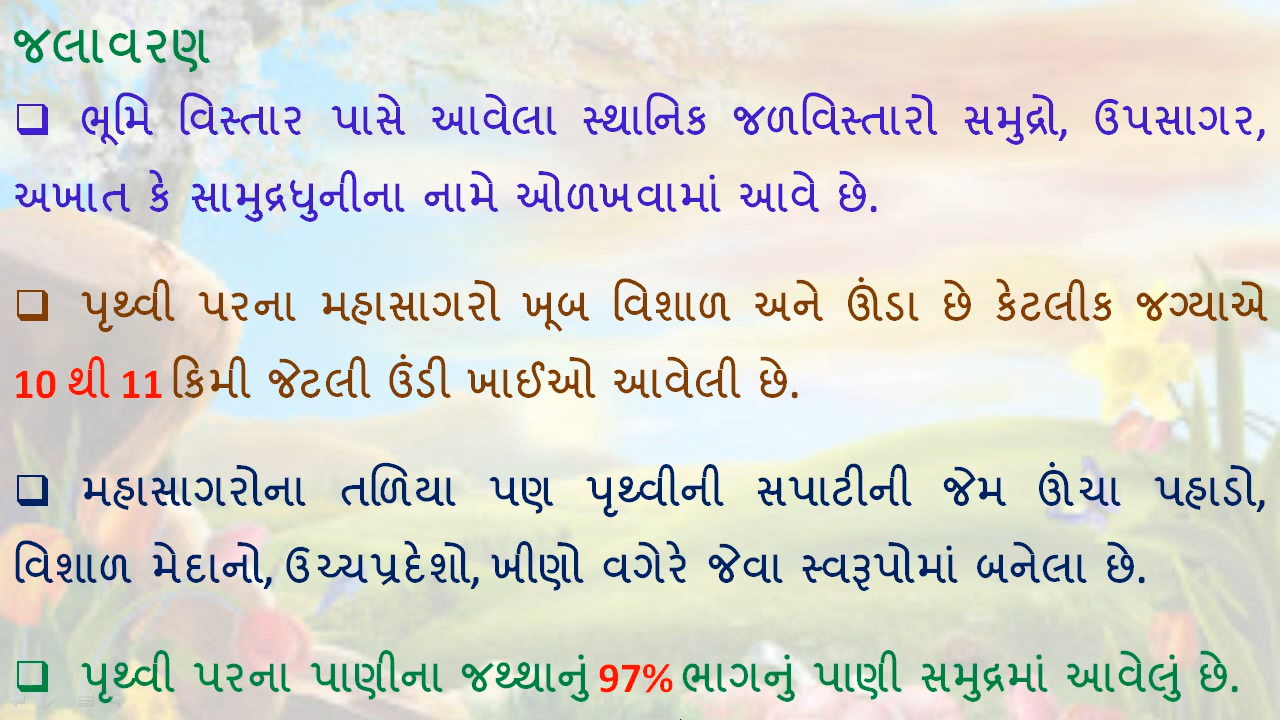 જલાવરણ
❑ ભૂમિ વિસ્તાર પાસે આવેલા સ્થાનિક જળવિસ્તારો સમુદ્રો, ઉપસાગર,
અખાત કે સામુદ્રધુનીના નામે ઓળખવામાં આવે છે.
❑ પૃથ્વી પરના મહાસાગરો ખૂબ વિશાળ અને ઊંડા છે કેટલીક જગ્યાએ
10 થી 11 કિમી જેટલી ઉંડી ખાઈઓ આવેલી છે.
❑ મહાસાગરોના તળિયા પણ પૃથ્વીની સપાટીની જેમ ઊંચા પહાડો,
વિશાળ મેદાનો, ઉચ્ચપ્રદેશો, ખીણો વગેરે જેવા સ્વરૂપોમાં બનેલા છે.
❑ પૃથ્વી પરના પાણીના જથ્થાનું 97% ભાગનું પાણી સમુદ્રમાં આવેલું છે.